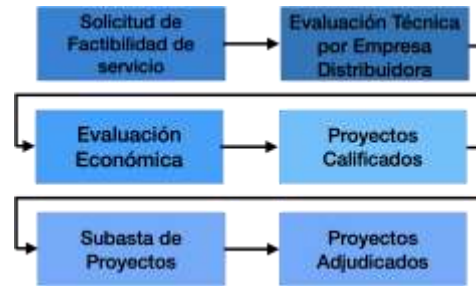 Solicitud de
Factibilidad de
servicio
Evaluación Técnica
por Empresa
Distribuidora
Evaluación
Económica
Proyectos
Calificados
Subasta de
Proyectos
Proyectos
Adjudicados